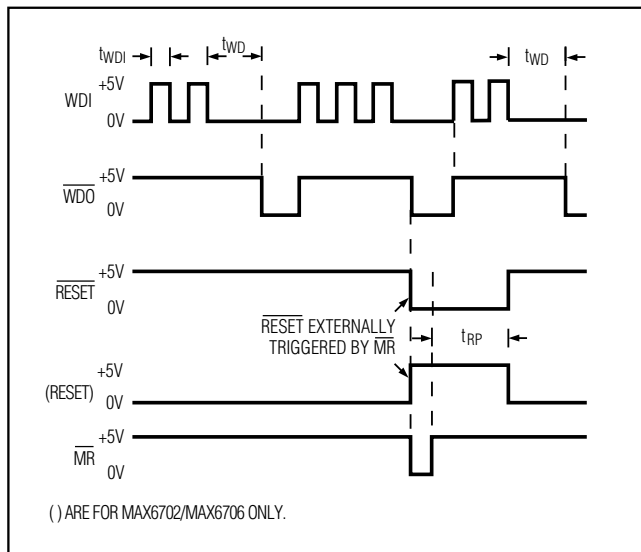 tWDI
tWD
tWD
WDI
+5V
0V
WDO
+5V
0V
RESET
+5V
0V
RESET EXTERNALLY
TRIGGERED BY MR
tRP
(RESET)
+5V
0V
MR
+5V
0V
( ) ARE FOR MAX6702/MAX6706 ONLY.